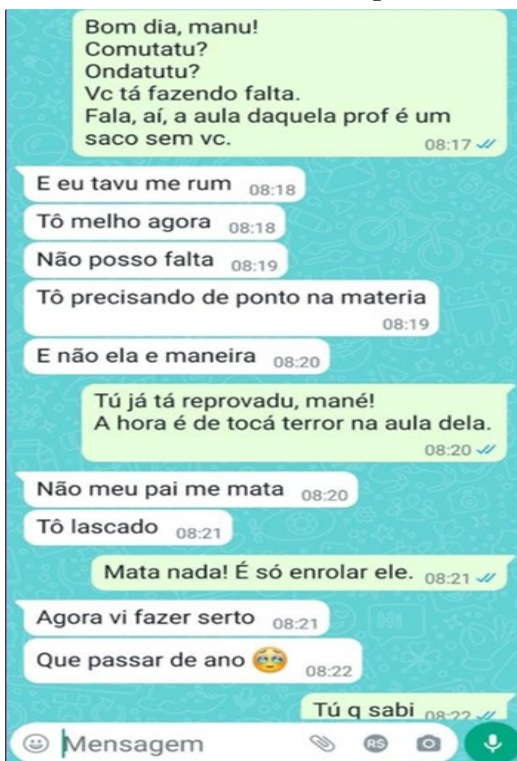 Bom dia, manu!
Comutatu?
Ondatutu?
Vc tá fazendo falta.
Fala, aí, a aula daquela prof é um
saco sem vc.
08:17
E eu tavu me rum 08:18
Tô melho agora 08:18
Não posso falta 08:19
Tô precisando de ponto na materia
08:19
E não ela e maneira 08:20
Tú já tá reprovadu, mané!
A hora é de tocá terror na aula dela.
08:20
Não meu pai me mata 08:20
Tô lascado 08:21
Mata nada! É só enrolar ele. 08:21
Agora vi fazer serto 08:21
Que passar de ano 08:22
Tú q sabi 08:22
Mensagem RS